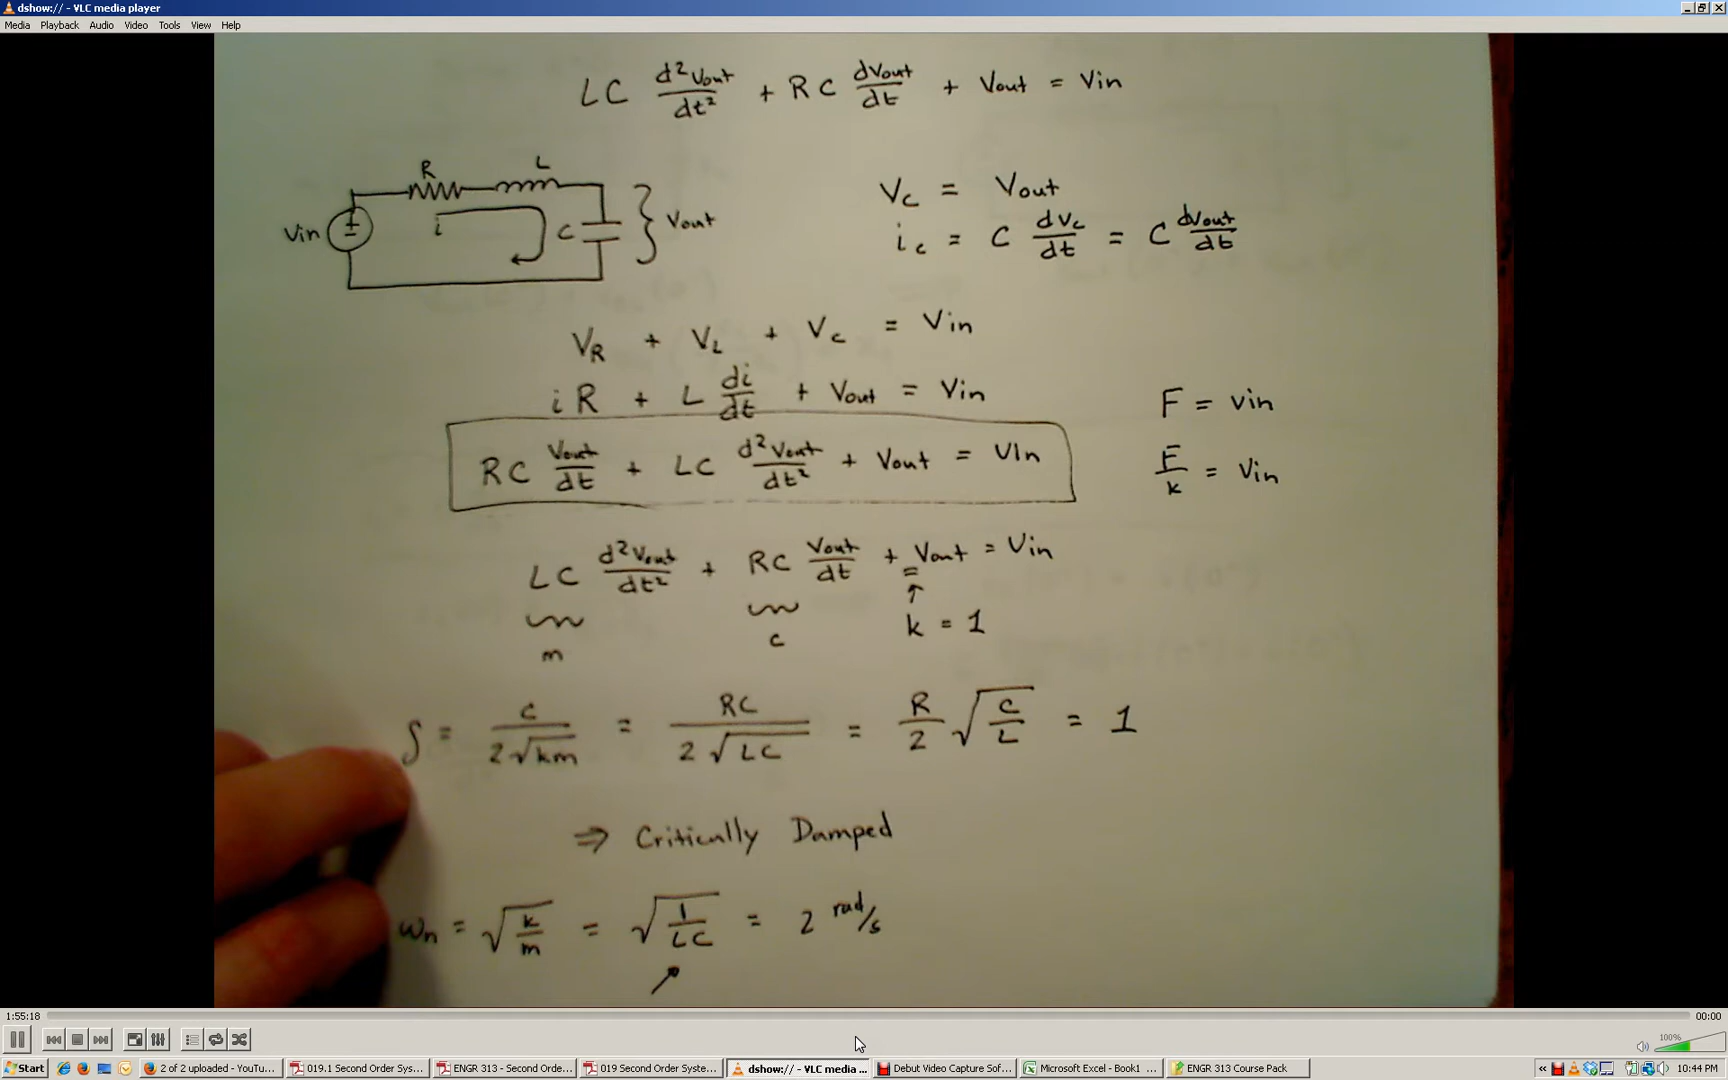 dshow:// - VLC media player
Media Playback Audio Video Tools View Help
LC d²Vout/dt² + RC dVout/dt + Vout = Vin
R L
Vin i C } Vout
Vc = Vout
ic = C dVc/dt = C dVout/dt
VR + VL + Vc = Vin
iR + L di/dt + Vout = Vin
F = Vin
RC Vout/dt + LC d²Vout/dt² + Vout = VIn
F/k = Vin
LC d²Vout/dt² + RC Vout/dt + Vout = Vin
m c k = 1
ζ = c/2√km = RC/2√LC = R/2 √C/L = 1
⇒ Critically Damped
ωn = √k/m = √1/LC = 2 rad/s
1:55:18 00:00
100%
Start 2 of 2 uploaded - YouTu... 019.1 Second Order Sys... ENGR 313 - Second Orde... 019 Second Order Syste... dshow:// - VLC media ... Debut Video Capture Sof... Microsoft Excel - Book1 ... ENGR 313 Course Pack « 10:44 PM